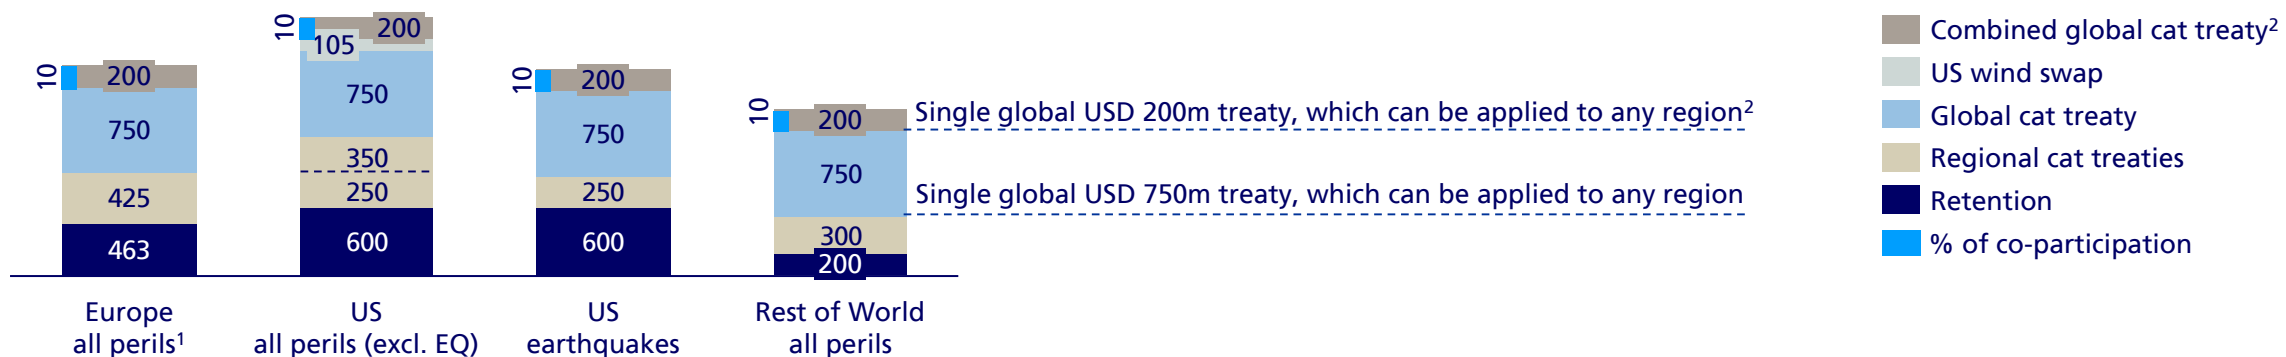 10
200
750
425
463
Europe
all perils¹
10
200
105
750
350
250
600
US
all perils (excl. EQ)
10
200
750
250
600
US
earthquakes
10
200
750
300
200
Rest of World
all perils
Single global USD 200m treaty, which can be applied to any region²
Single global USD 750m treaty, which can be applied to any region
Combined global cat treaty²
US wind swap
Global cat treaty
Regional cat treaties
Retention
% of co-participation